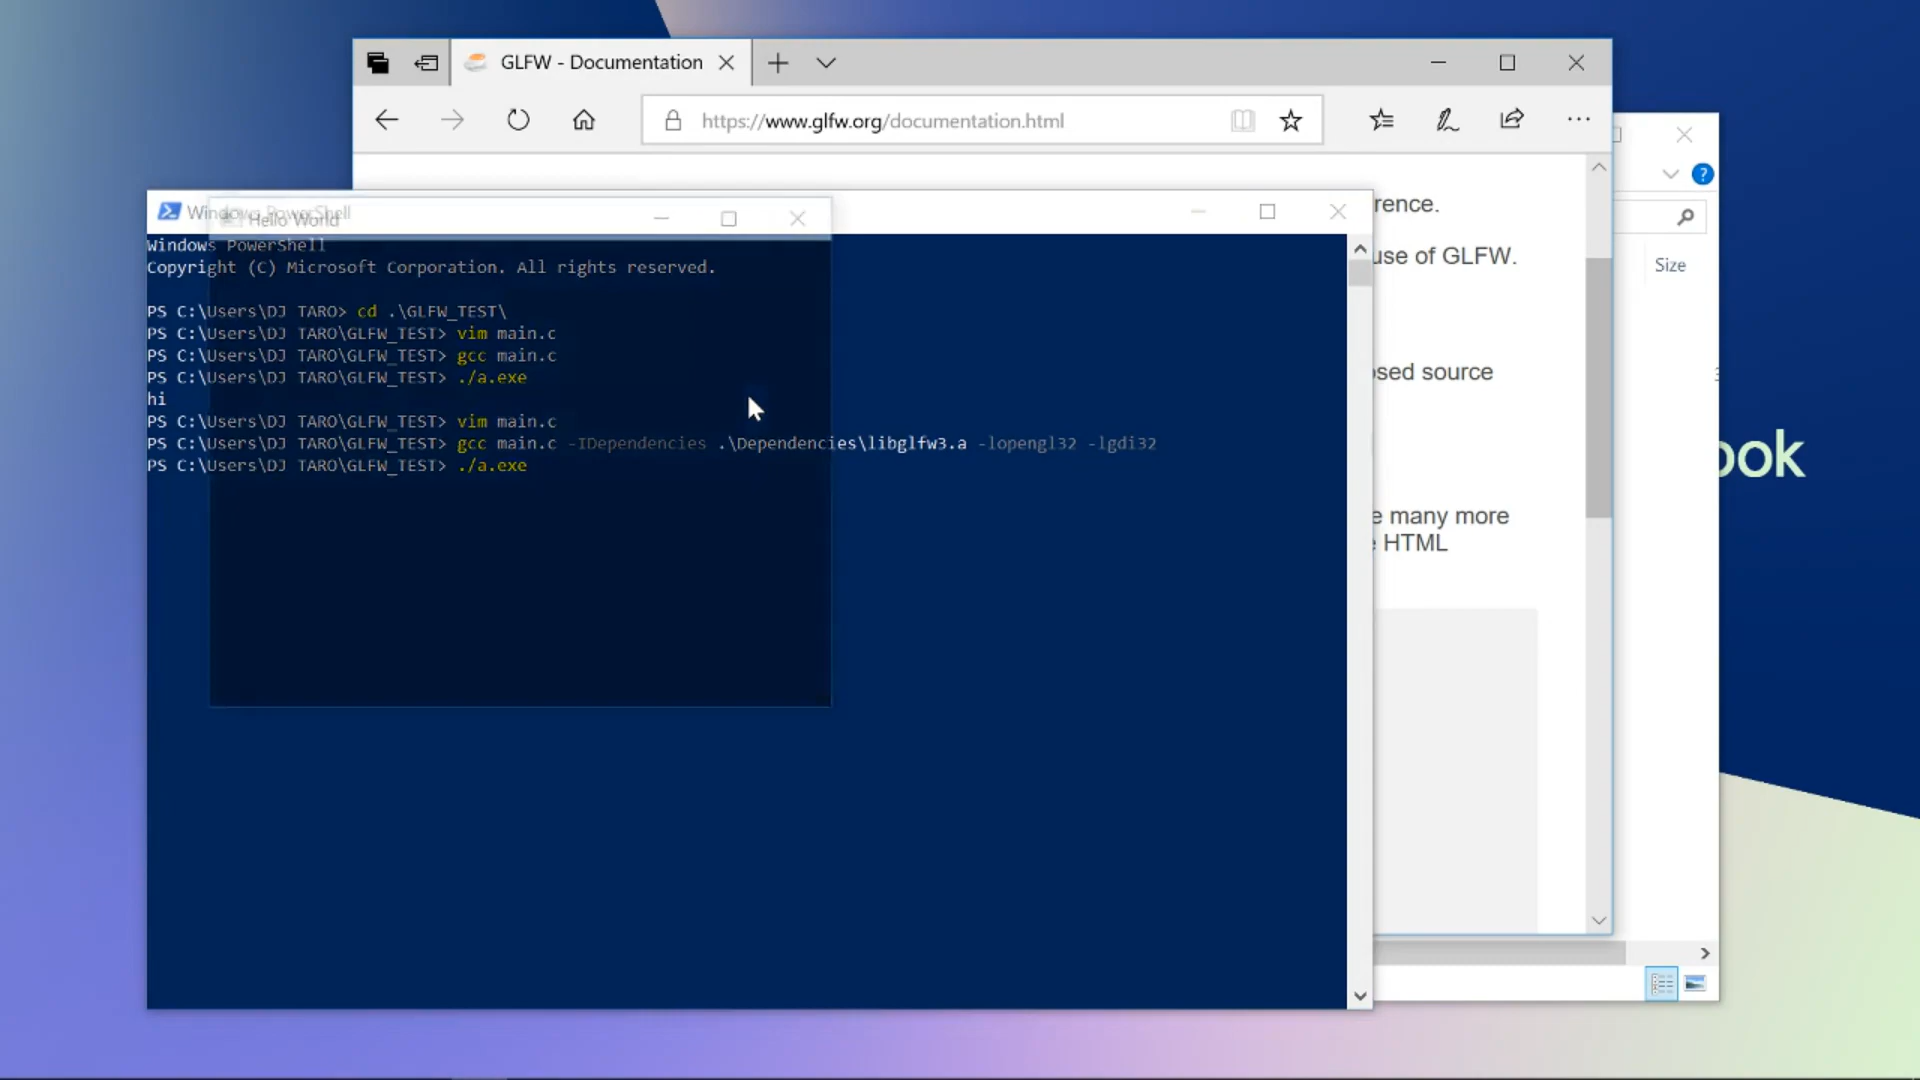 GLFW - Documentation
https://www.glfw.org/documentation.html
Windows PowerShell
Hello World
Windows PowerShell
Copyright (C) Microsoft Corporation. All rights reserved.
PS C:\Users\DJ TARO> cd .\GLFW_TEST\
PS C:\Users\DJ TARO\GLFW_TEST> vim main.c
PS C:\Users\DJ TARO\GLFW_TEST> gcc main.c
PS C:\Users\DJ TARO\GLFW_TEST> ./a.exe
hi
PS C:\Users\DJ TARO\GLFW_TEST> vim main.c
PS C:\Users\DJ TARO\GLFW_TEST> gcc main.c -IDependencies .\Dependencies\libglfw3.a -lopengl32 -lgdi32
PS C:\Users\DJ TARO\GLFW_TEST> ./a.exe
rence.
use of GLFW.
osed source
e many more
e HTML
Size
ook